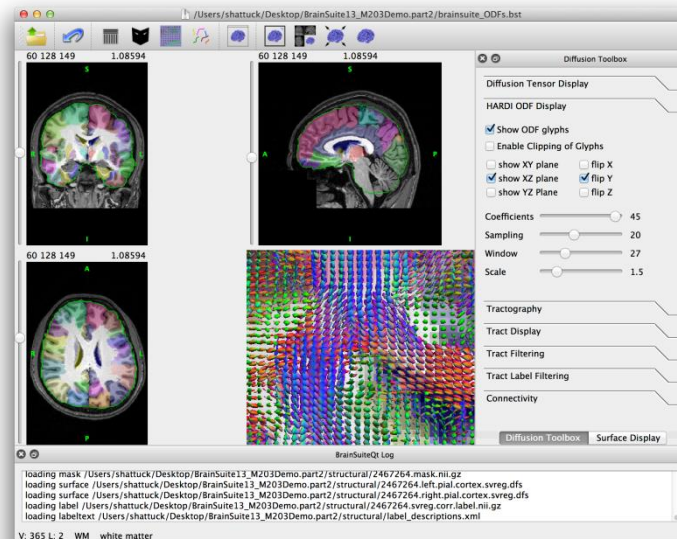 /Users/shattuck/Desktop/BrainSuite13_M203Demo.part2/brainsuite_ODFs.bst
60 128 149 1.08594
S
R
L
I
60 128 149 1.08594
S
A
P
I
60 128 149 1.08594
A
R
L
P
Diffusion Toolbox
Diffusion Tensor Display
HARDI ODF Display
Show ODF glyphs
Enable Clipping of Glyphs
show XY plane flip X
show XZ plane flip Y
show YZ Plane flip Z
Coefficients 45
Sampling 20
Window 27
Scale 1.5
Tractography
Tract Display
Tract Filtering
Tract Label Filtering
Connectivity
Diffusion Toolbox Surface Display
BrainSuiteQt Log
loading mask /Users/shattuck/Desktop/BrainSuite13_M203Demo.part2/structural/2467264.mask.nii.gz
loading surface /Users/shattuck/Desktop/BrainSuite13_M203Demo.part2/structural/2467264.left.pial.cortex.svreg.dfs
loading surface /Users/shattuck/Desktop/BrainSuite13_M203Demo.part2/structural/2467264.right.pial.cortex.svreg.dfs
loading label /Users/shattuck/Desktop/BrainSuite13_M203Demo.part2/structural/2467264.svreg.corr.label.nii.gz
loading labeltext /Users/shattuck/Desktop/BrainSuite13_M203Demo.part2/structural/label_descriptions.xml
V: 365 L: 2 WM white matter